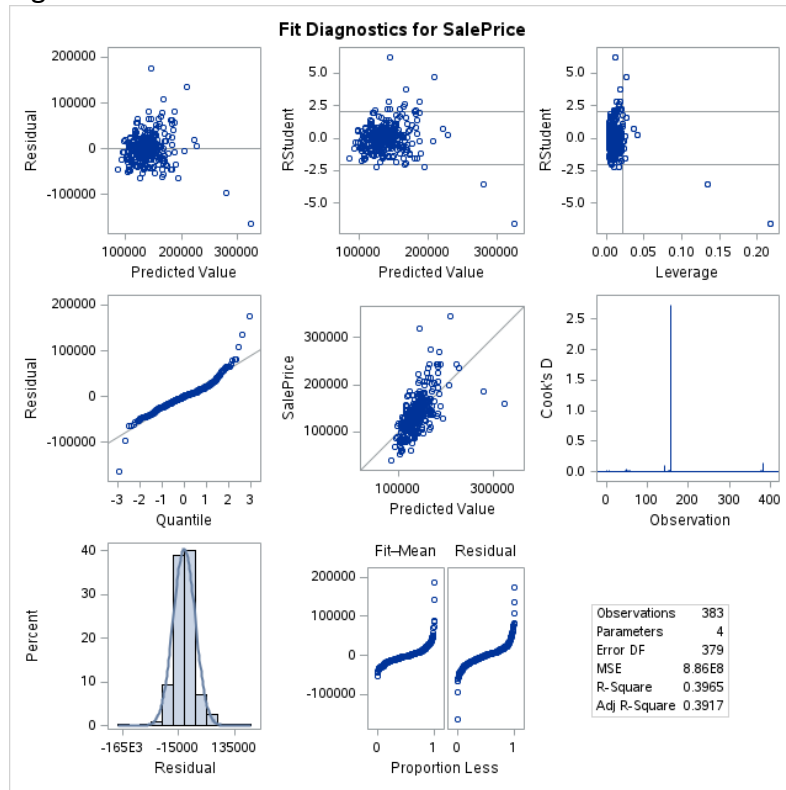 Fit Diagnostics for SalePrice
200000
100000
0
-100000
Residual
100000 200000 300000
Predicted Value
5.0
2.5
0.0
-2.5
-5.0
RStudent
100000 200000 300000
Predicted Value
5.0
2.5
0.0
-2.5
-5.0
RStudent
0.00 0.05 0.10 0.15 0.20
Leverage
200000
100000
0
-100000
Residual
-3 -2 -1 0 1 2 3
Quantile
300000
200000
100000
SalePrice
100000 300000
Predicted Value
2.5
2.0
1.5
1.0
0.5
0.0
Cook's D
0 100 200 300 400
Observation
40
30
20
10
0
Percent
-165E3 -15000 135000
Residual
Fit–Mean Residual
200000
100000
0
-100000
0 1 0 1
Proportion Less
Observations 383
Parameters 4
Error DF 379
MSE 8.86E8
R-Square 0.3965
Adj R-Square 0.3917